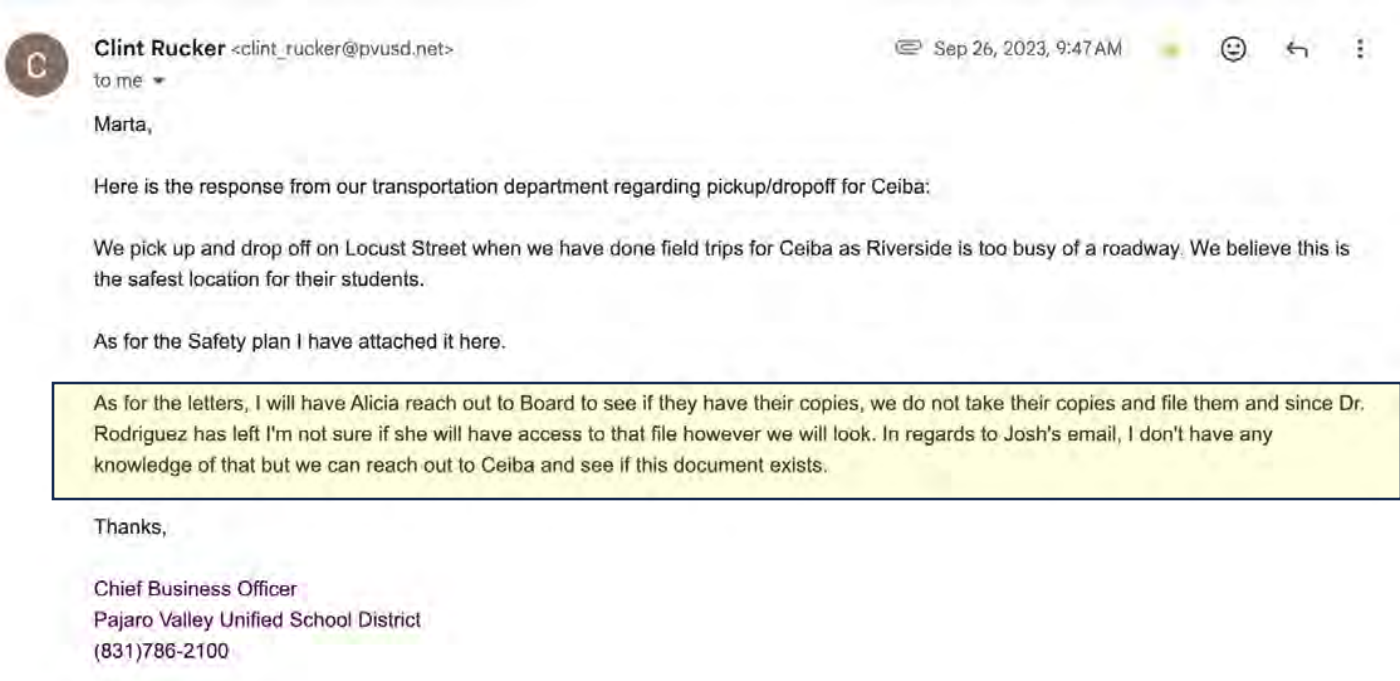 C
Clint Rucker <clint_rucker@pvusd.net>
Sep 26, 2023, 9:47 AM
to me
Marta,
Here is the response from our transportation department regarding pickup/dropoff for Ceiba:
We pick up and drop off on Locust Street when we have done field trips for Ceiba as Riverside is too busy of a roadway. We believe this is
the safest location for their students.
As for the Safety plan I have attached it here.
As for the letters, I will have Alicia reach out to Board to see if they have their copies, we do not take their copies and file them and since Dr.
Rodriguez has left I'm not sure if she will have access to that file however we will look. In regards to Josh's email, I don't have any
knowledge of that but we can reach out to Ceiba and see if this document exists.
Thanks,
Chief Business Officer
Pajaro Valley Unified School District
(831)786-2100